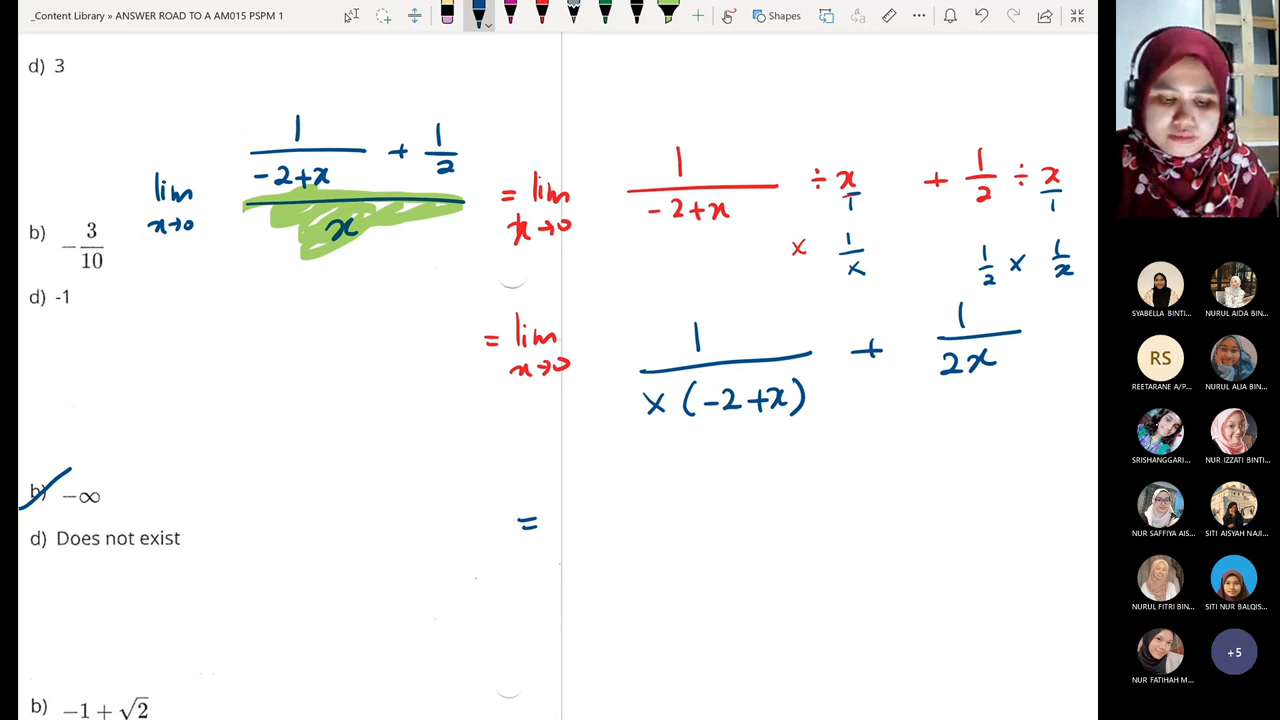 _Content Library » ANSWER ROAD TO A AM015 PSPM 1
Shapes
d) 3
lim x→0 (1/(-2+x) + 1/2)/x = lim x→0 1/(-2+x) ÷ x/1 + 1/2 ÷ x/1
× 1/x 1/2 × 1/x
b) -3/10
d) -1
= lim x→0 1/(x(-2+x)) + 1/(2x)
b) -∞
=
d) Does not exist
b) -1 + √2
SYABELLA BINTI...
NURUL AIDA BIN...
RS
REETARANE A/P...
NURUL ALIA BIN...
SRISHANGGARI...
NUR IZZATI BINTI...
NUR SAFFIYA AIS...
SITI AISYAH NAJI...
NURUL FITRI BIN...
SITI NUR BALQIS...
NUR FATIHAH M...
+5